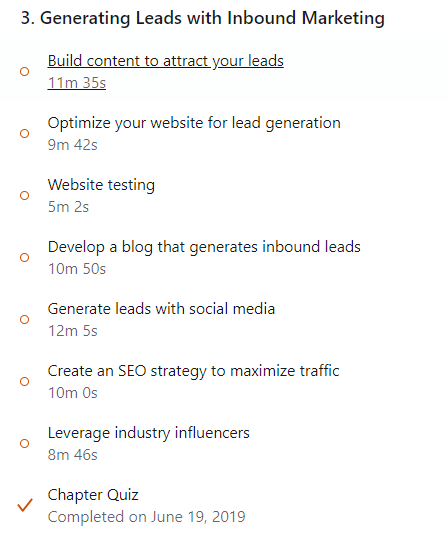 3. Generating Leads with Inbound Marketing
Build content to attract your leads
11m 35s
Optimize your website for lead generation
9m 42s
Website testing
5m 2s
Develop a blog that generates inbound leads
10m 50s
Generate leads with social media
12m 5s
Create an SEO strategy to maximize traffic
10m 0s
Leverage industry influencers
8m 46s
Chapter Quiz
Completed on June 19, 2019